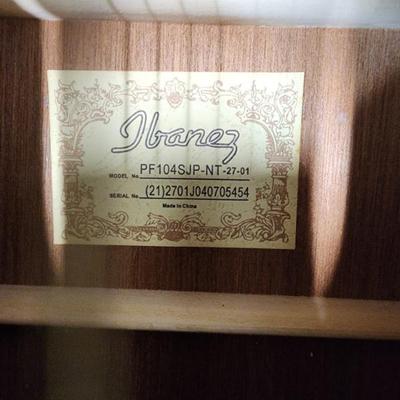 Ibanez
MODEL No. PF104SJP-NT-27-01
SERIAL No. (21)2701J040705454
Made in China